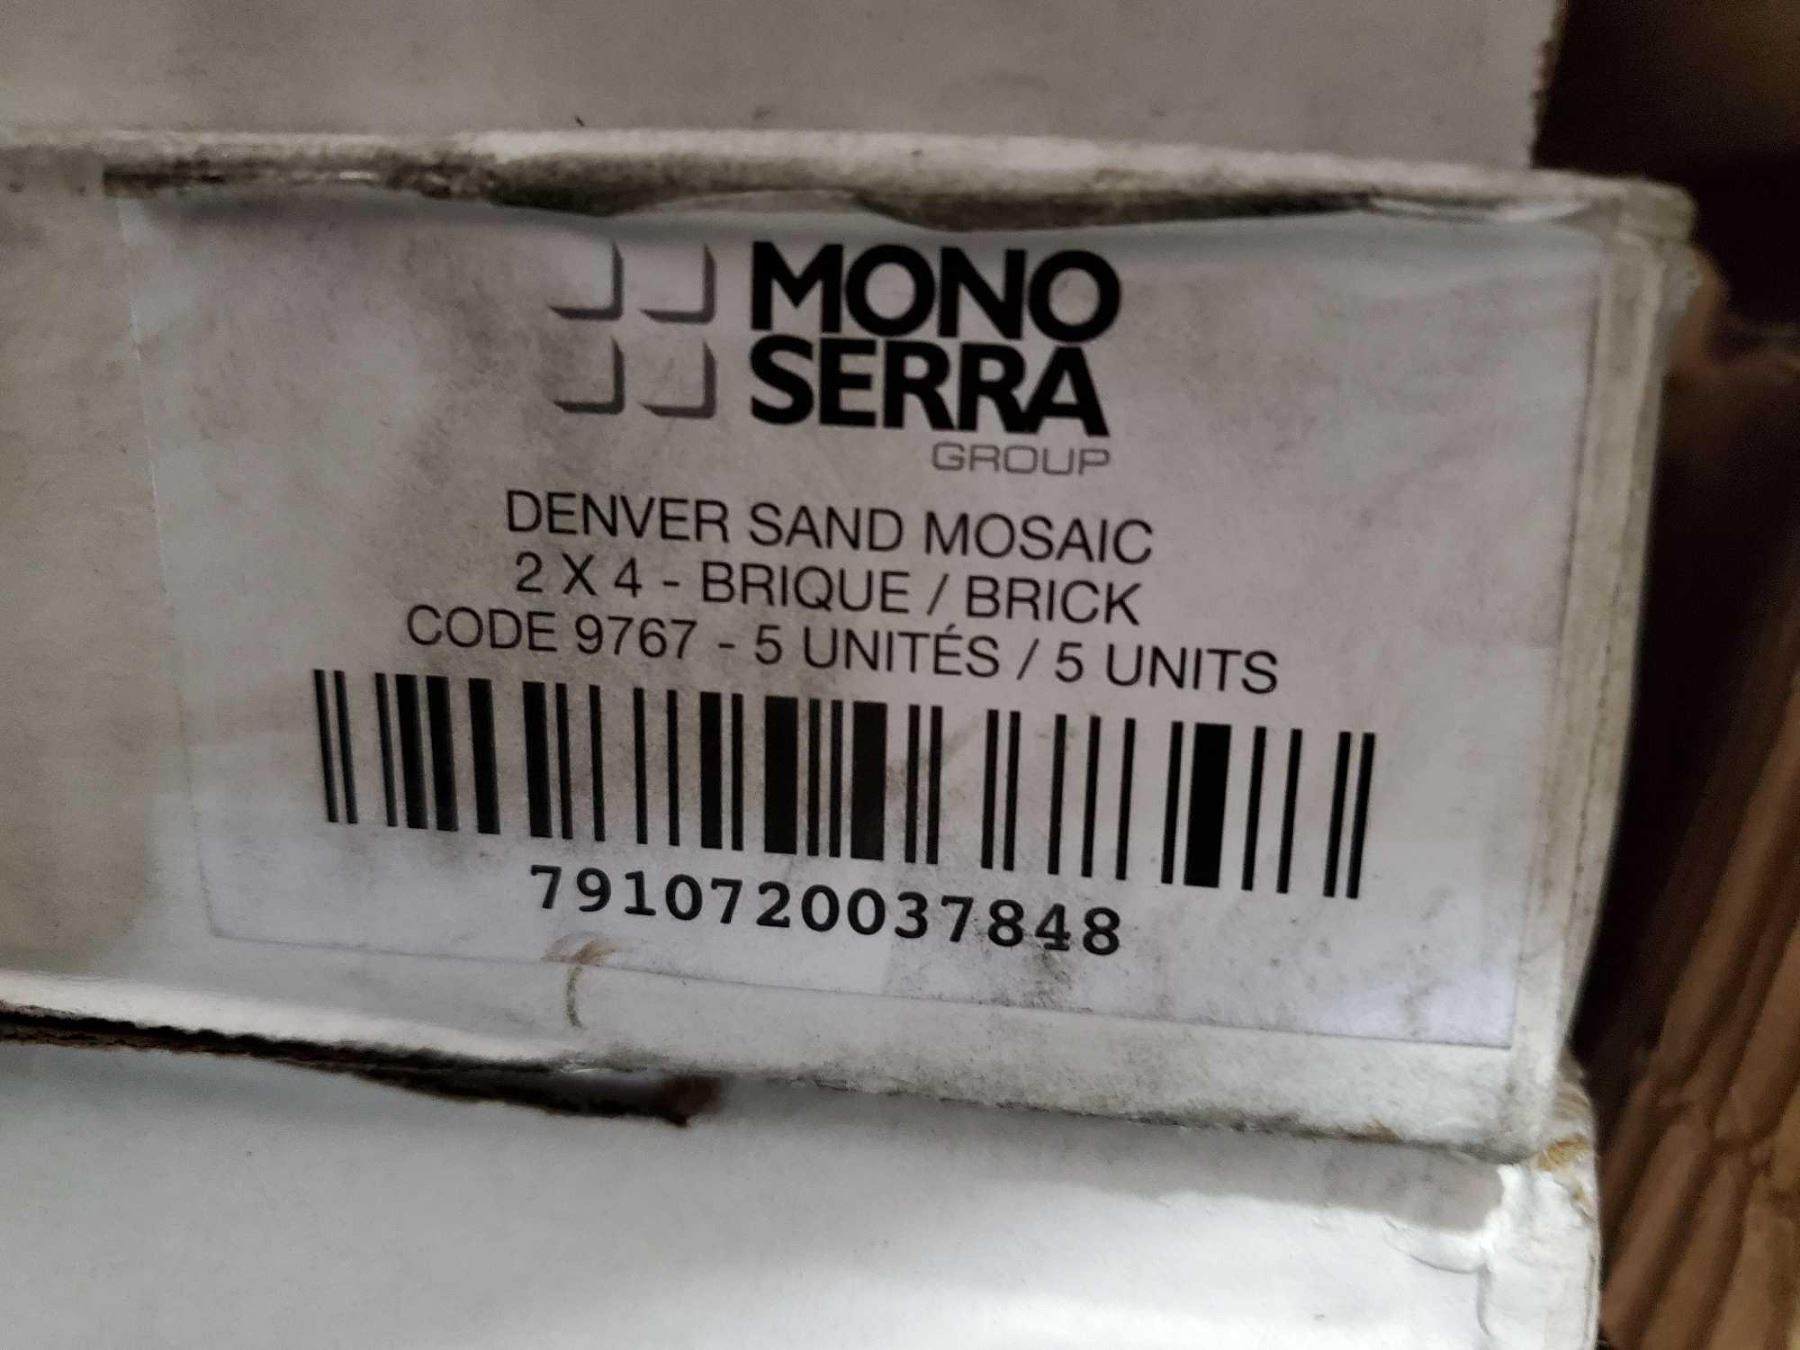 MONO
SERRA
GROUP
DENVER SAND MOSAIC
2 X 4 - BRIQUE / BRICK
CODE 9767 - 5 UNITÉS / 5 UNITS
7910720037848